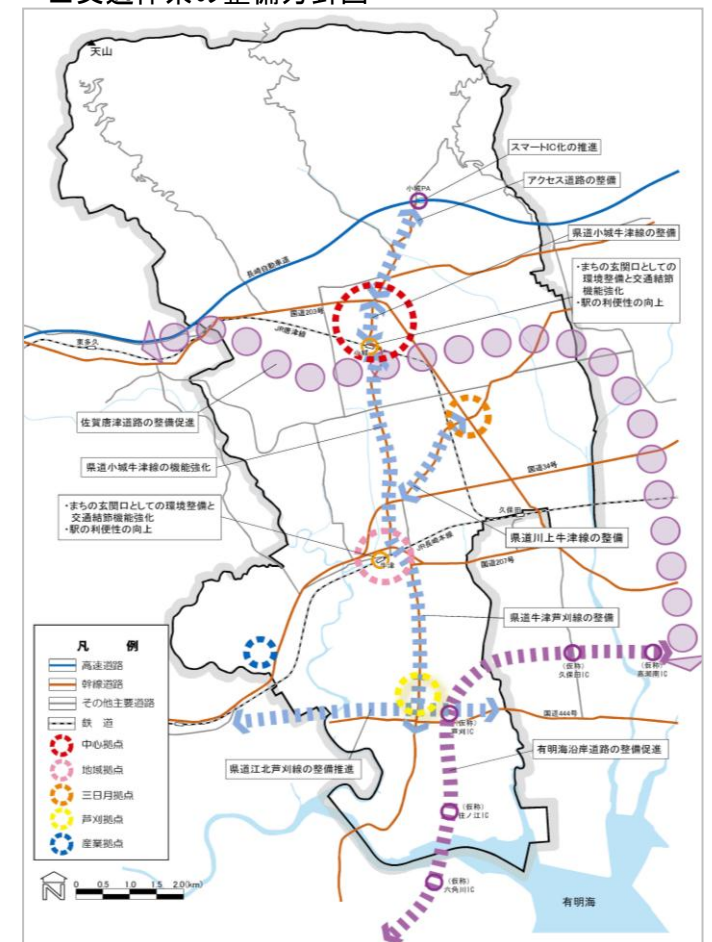 天山
スマートIC化の推進
アクセス道路の整備
小城PA
県道小城牛津線の整備
・まちの玄関口としての
環境整備と交通結節
機能強化
・駅の利便性の向上
長崎自動車道
国道203号
JR唐津線
東多久
佐賀唐津道路の整備促進
県道小城牛津線の機能強化
国道34号
・まちの玄関口としての環境整備と
交通結節機能強化
・駅の利便性の向上
久保田
県道川上牛津線の整備
JR長崎本線
国道207号
県道牛津芦刈線の整備
凡 例
高速道路
幹線道路
その他主要道路
鉄 道
中心拠点
地域拠点
三日月拠点
芦刈拠点
産業拠点
(仮称)
久保田IC
(仮称)
嘉瀬南IC
国道444号
(仮称)
芦刈IC
県道江北芦刈線の整備推進
有明海沿岸道路の整備促進
(仮称)
住ノ江IC
(仮称)
六角川IC
有明海
N
0 0.5 1.0 1.5 2.0(km)